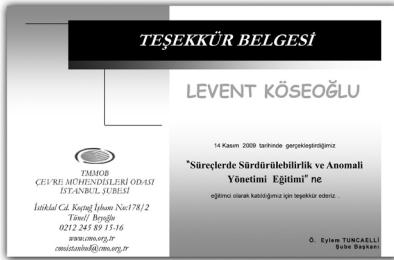 TEŞEKKÜR BELGESİ
LEVENT KÖSEOĞLU
14 Kasım 2009 tarihinde gerçekleştirdiğimiz
"Süreçlerde Sürdürülebilirlik ve Anomali
Yönetimi Eğitimi" ne
eğitimci olarak katıldığımız için teşekkür ederiz. .
TMMOB
ÇEVRE MÜHENDİSLERİ ODASI
İSTANBUL ŞUBESİ
İstiklal Cd. Koçtuğ İşhanı No:178/2
Tünel/ Beyoğlu
0212 245 89 15-16
www.cmo.org.tr
cmoistanbul@cmo.org.tr
Ö. Eylem TUNCAELLİ
Şube Başkanı